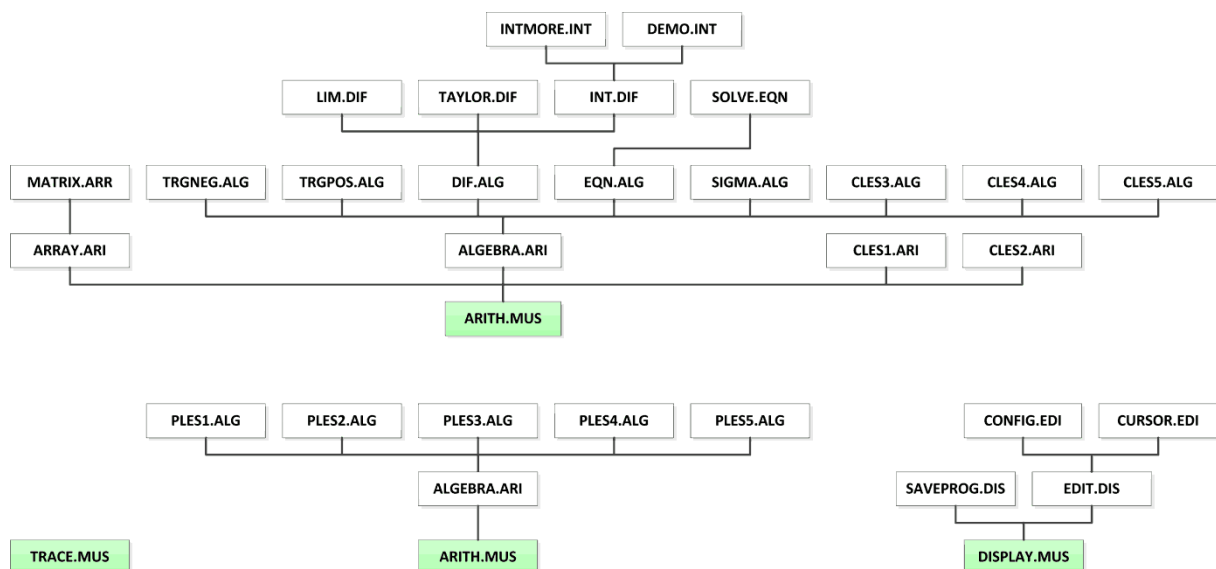 INTMORE.INT
DEMO.INT
LIM.DIF
TAYLOR.DIF
INT.DIF
SOLVE.EQN
MATRIX.ARR
TRGNEG.ALG
TRGPOS.ALG
DIF.ALG
EQN.ALG
SIGMA.ALG
CLES3.ALG
CLES4.ALG
CLES5.ALG
ARRAY.ARI
ALGEBRA.ARI
CLES1.ARI
CLES2.ARI
ARITH.MUS
PLES1.ALG
PLES2.ALG
PLES3.ALG
PLES4.ALG
PLES5.ALG
CONFIG.EDI
CURSOR.EDI
ALGEBRA.ARI
SAVEPROG.DIS
EDIT.DIS
TRACE.MUS
ARITH.MUS
DISPLAY.MUS